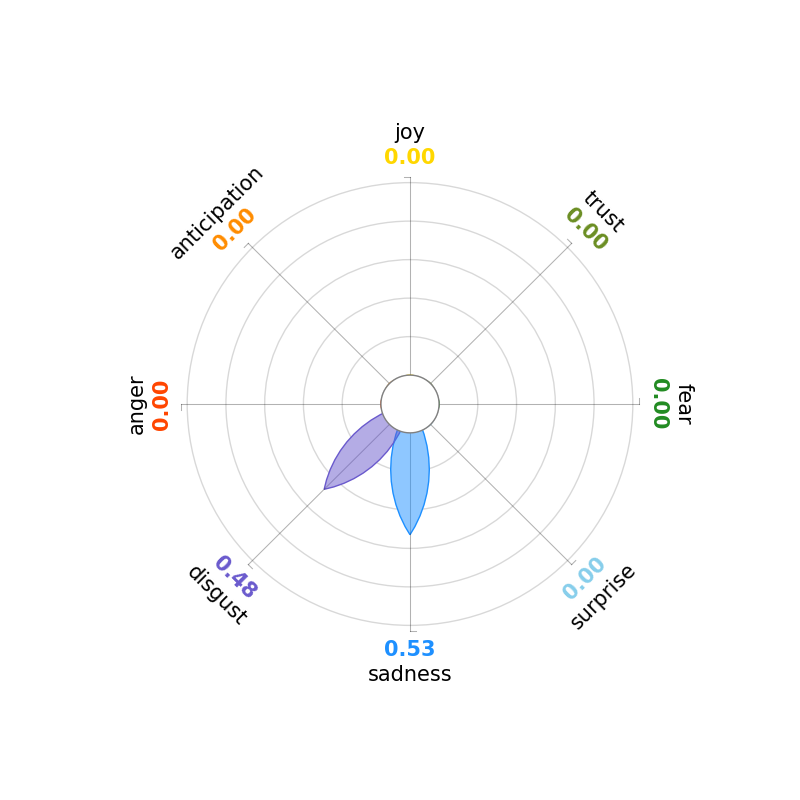 joy
0.00
trust
0.00
fear
0.00
surprise
0.00
0.53
sadness
0.48
disgust
anger
0.00
anticipation
0.00